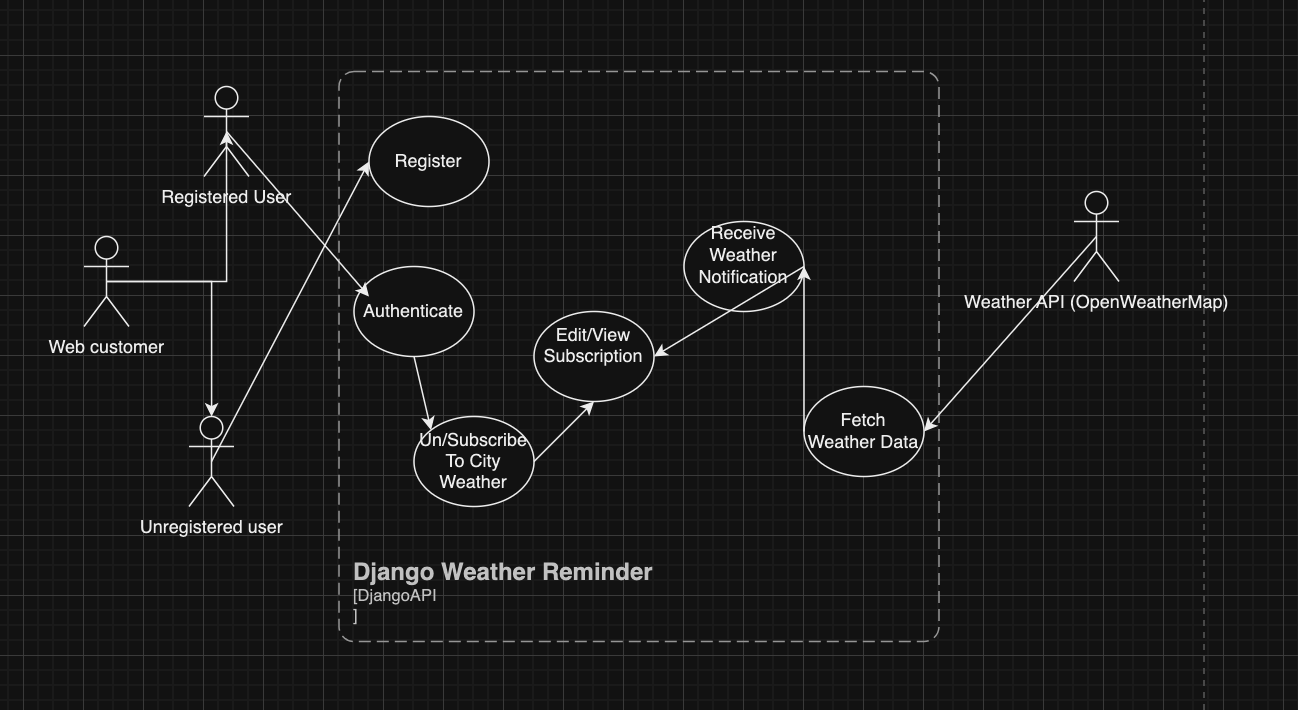 Register
Registered User
Receive
Weather
Notification
Weather API (OpenWeatherMap)
Authenticate
Web customer
Edit/View
Subscription
Fetch
Weather Data
Un/Subscribe
To City
Weather
Unregistered user
Django Weather Reminder
[DjangoAPI
]